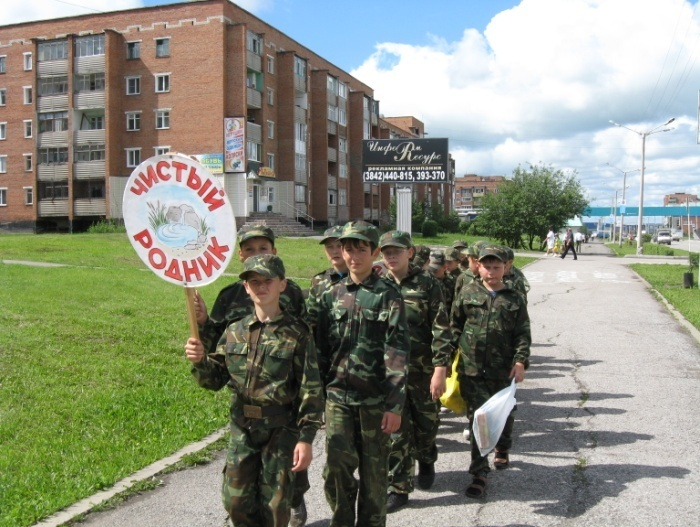 ЧИСТЫЙ
РОДНИК
Инфо Ресурс
рекламная компания
(3842)440-815, 393-370